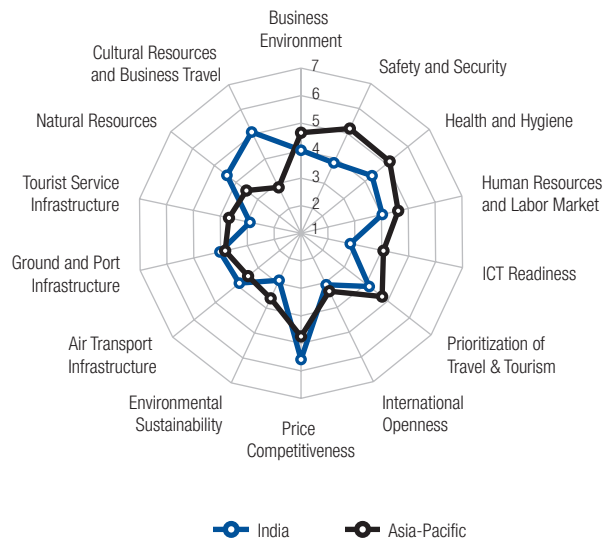 Business
Environment
Safety and Security
Health and Hygiene
Human Resources
and Labor Market
ICT Readiness
Prioritization of
Travel & Tourism
International
Openness
Price
Competitiveness
Environmental
Sustainability
Air Transport
Infrastructure
Ground and Port
Infrastructure
Tourist Service
Infrastructure
Natural Resources
Cultural Resources
and Business Travel
7
6
5
4
3
2
1
India
Asia-Pacific